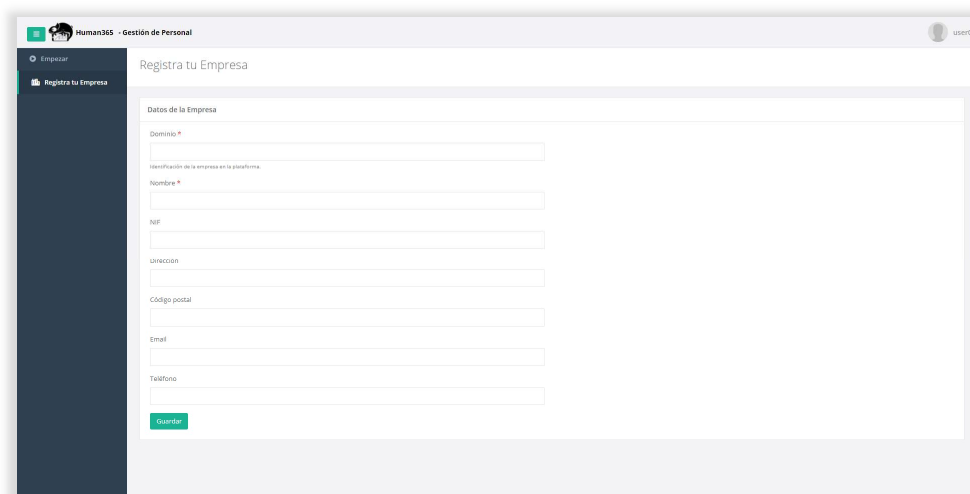 Human365 - Gestión de Personal
Empezar
Registra tu Empresa
Registra tu Empresa
Datos de la Empresa
Dominio *
Identificación de la empresa en la plataforma.
Nombre *
NIF
Dirección
Código postal
Email
Teléfono
Guardar